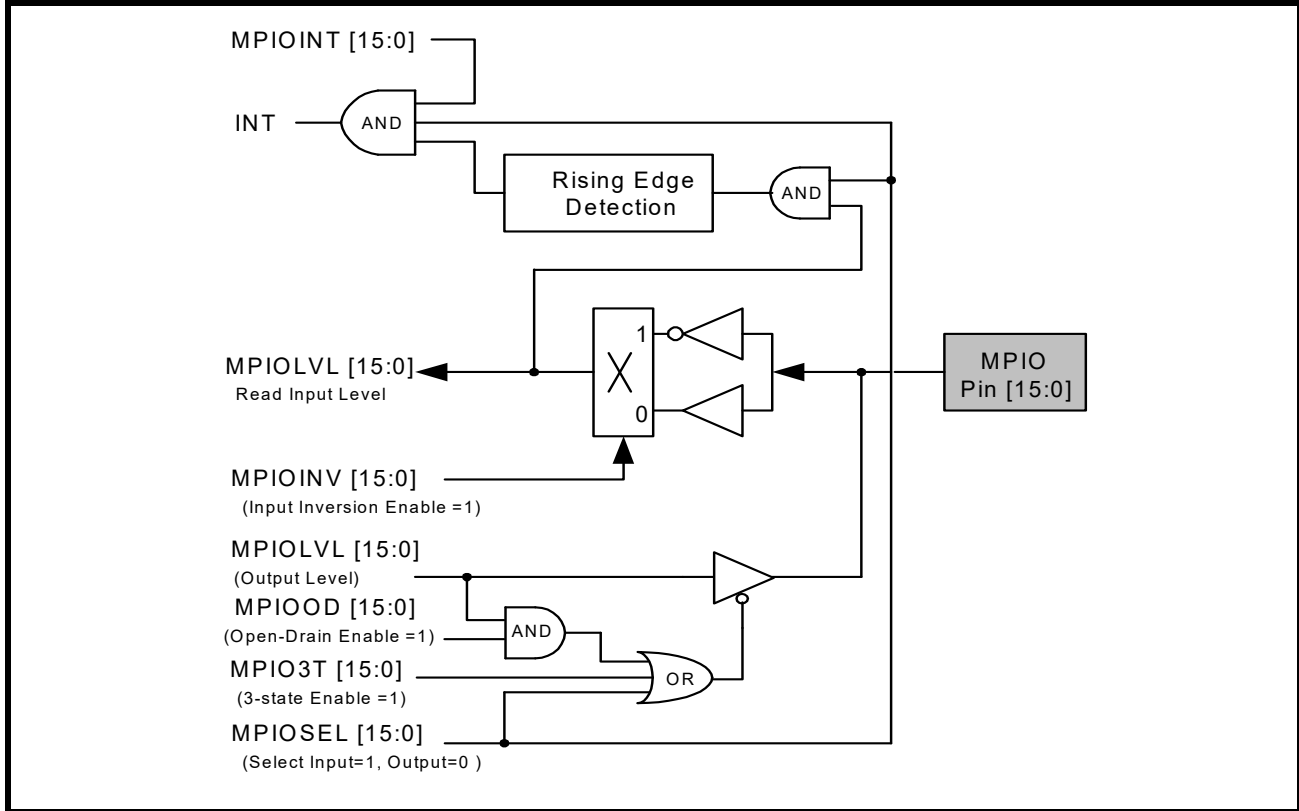 MPIOINT [15:0]
INT
AND
Rising Edge
Detection
AND
MPIOLVL [15:0]
Read Input Level
1
0
MPIO
Pin [15:0]
MPIOINV [15:0]
(Input Inversion Enable =1)
MPIOLVL [15:0]
(Output Level)
MPIOOD [15:0]
(Open-Drain Enable =1)
AND
MPIO3T [15:0]
(3-state Enable =1)
OR
MPIOSEL [15:0]
(Select Input=1, Output=0 )